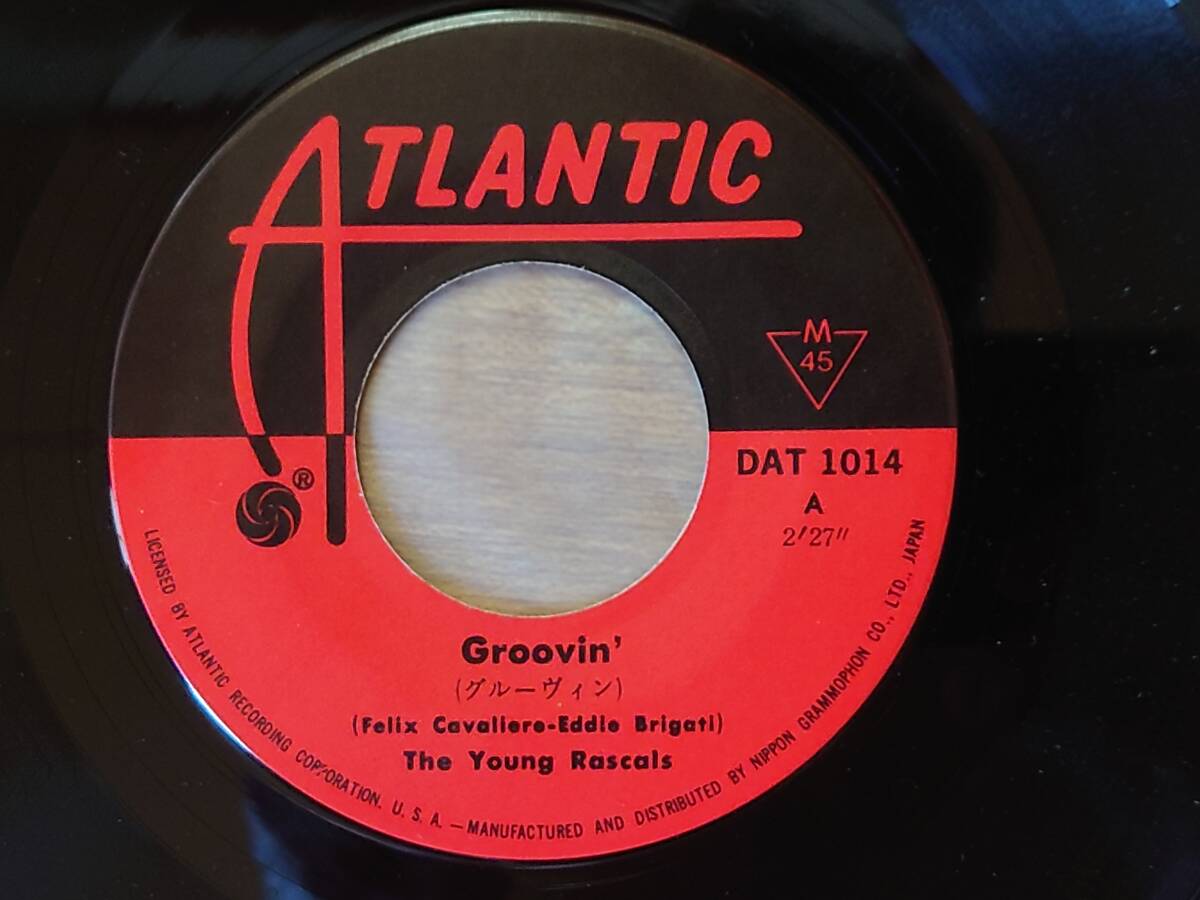 ATLANTIC
®
M
45
DAT 1014
A
2′27″
Groovin'
(グルーヴィン)
(Felix Cavaliere-Eddie Brigati)
The Young Rascals
LICENSED BY ATLANTIC RECORDING CORPORATION. U. S. A. — MANUFACTURED AND DISTRIBUTED BY NIPPON GRAMMOPHON CO., LTD., JAPAN